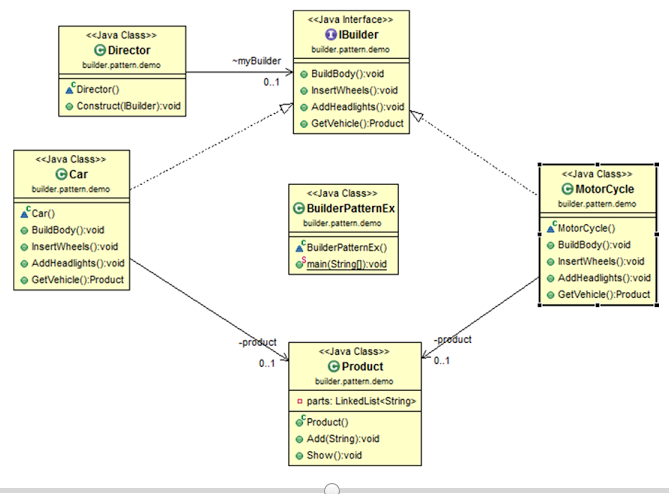 <<Java Class>>
Director
builder.pattern.demo
Director()
Construct(IBuilder):void
~myBuilder
0..1
<<Java Interface>>
IBuilder
builder.pattern.demo
BuildBody():void
InsertWheels():void
AddHeadlights():void
GetVehicle():Product
<<Java Class>>
Car
builder.pattern.demo
Car()
BuildBody():void
InsertWheels():void
AddHeadlights():void
GetVehicle():Product
<<Java Class>>
BuilderPatternEx
builder.pattern.demo
BuilderPatternEx()
main(String[]):void
<<Java Class>>
MotorCycle
builder.pattern.demo
MotorCycle()
BuildBody():void
InsertWheels():void
AddHeadlights():void
GetVehicle():Product
-product
0..1
-product
0..1
<<Java Class>>
Product
builder.pattern.demo
parts: LinkedList<String>
Product()
Add(String):void
Show():void